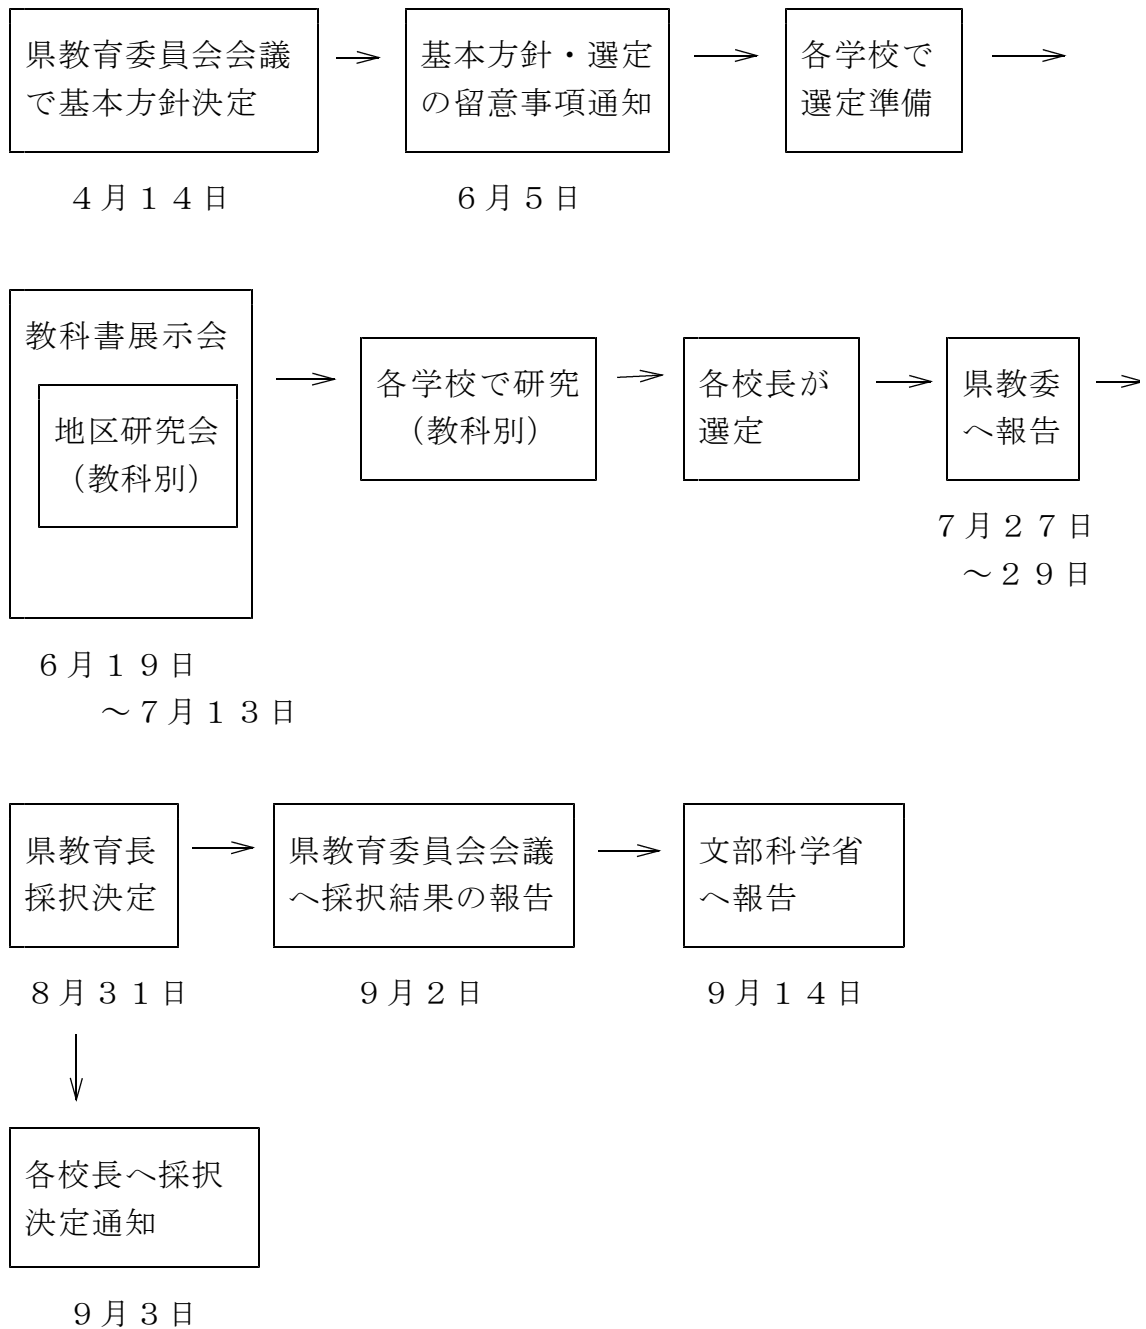 県教育委員会会議
で基本方針決定
基本方針・選定
の留意事項通知
各学校で
選定準備
４月１４日
６月５日
教科書展示会
地区研究会
（教科別）
各学校で研究
（教科別）
各校長が
選定
県教委
へ報告
７月２７日
～２９日
６月１９日
～７月１３日
県教育長
採択決定
県教育委員会会議
へ採択結果の報告
文部科学省
へ報告
８月３１日
９月２日
９月１４日
各校長へ採択
決定通知
９月３日